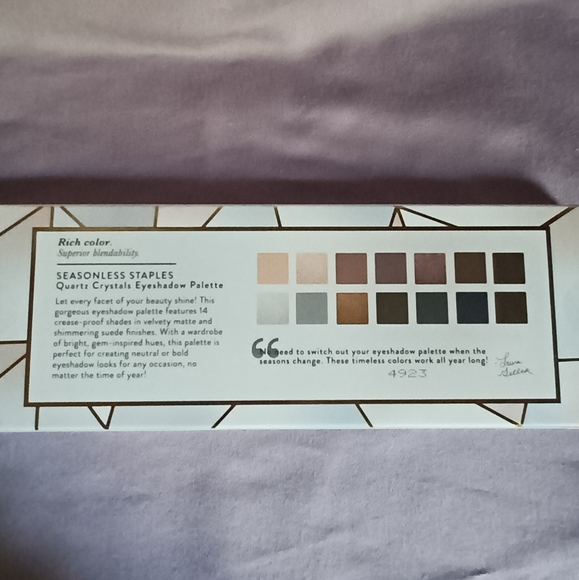 Rich color.
Superior blendability.
SEASONLESS STAPLES
Quartz Crystals Eyeshadow Palette
Let every facet of your beauty shine! This
gorgeous eyeshadow palette features 14
crease-proof shades in velvety matte and
shimmering suede finishes. With a wardrobe
of bright, gem-inspired hues, this palette is
perfect for creating neutral or bold
eyeshadow looks for any occasion, no
matter the time of year!
“No need to switch out your eyeshadow palette when the
seasons change. These timeless colors work all year long!
Laura
Geller
4923